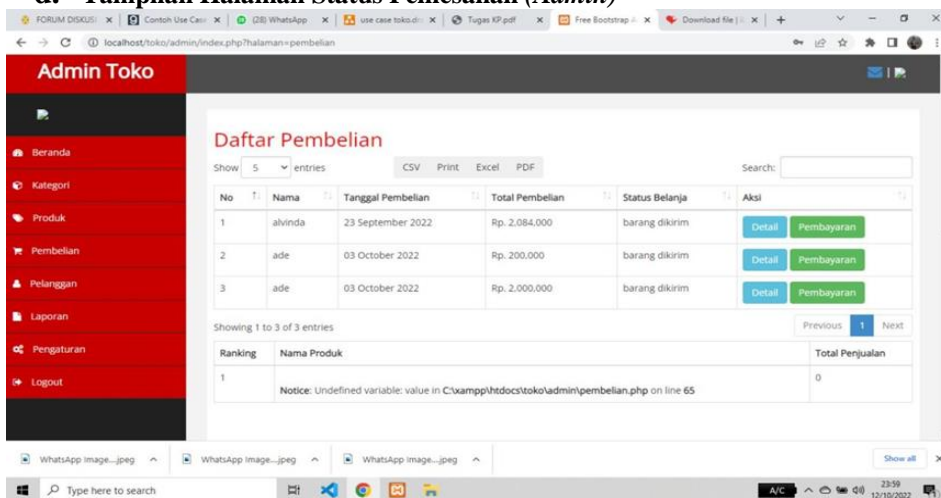 d. Tampilan Halaman Status Pemesanan (Admin)
FORUM DISKUS Contoh Use Cas (28) WhatsApp use case toko.dr Tugas KP.pdf Free Bootstrap A Download file |
localhost/toko/admin/index.php?halaman=pembelian
Admin Toko
Beranda
Kategori
Produk
Pembelian
Pelanggan
Laporan
Pengaturan
Logout
Daftar Pembelian
Show 5 entries CSV Print Excel PDF Search:
No Nama Tanggal Pembelian Total Pembelian Status Belanja Aksi
1 alvinda 23 September 2022 Rp. 2,084,000 barang dikirim Detail Pembayaran
2 ade 03 October 2022 Rp. 200,000 barang dikirim Detail Pembayaran
3 ade 03 October 2022 Rp. 2,000,000 barang dikirim Detail Pembayaran
Showing 1 to 3 of 3 entries Previous 1 Next
Ranking Nama Produk Total Penjualan
1 Notice: Undefined variable: value in C:\xampp\htdocs\toko\admin\pembelian.php on line 65 0
WhatsApp Image....jpeg WhatsApp Image....jpeg WhatsApp Image....jpeg Show all
Type here to search A/C 23:59
12/10/2022